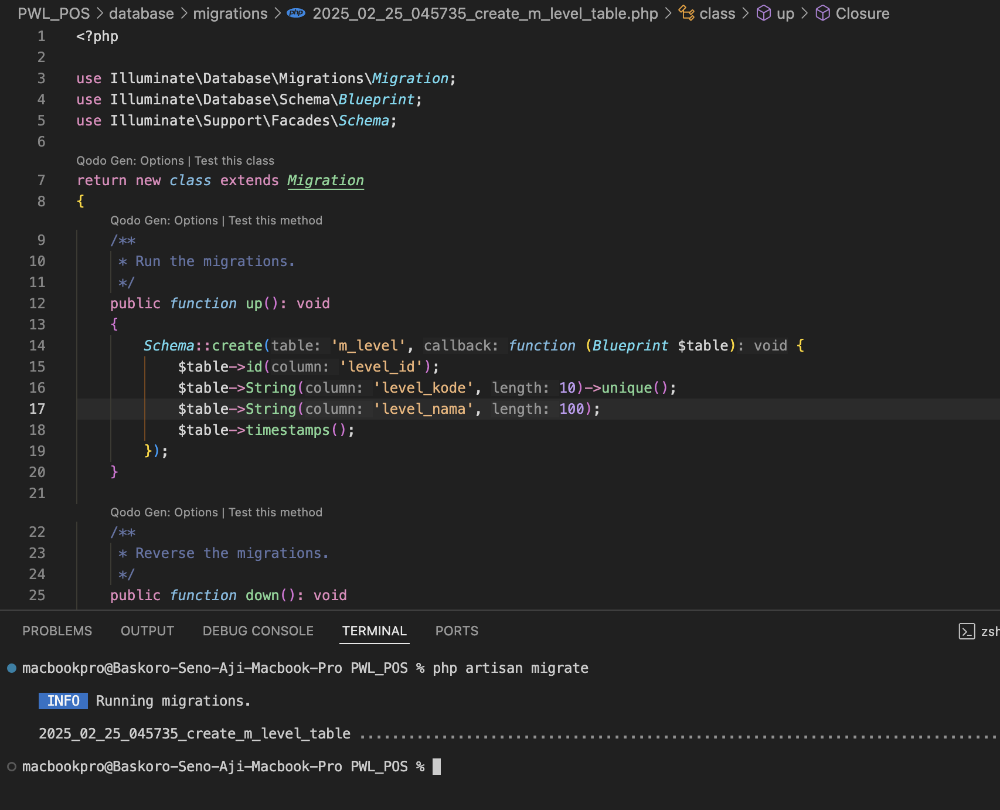 PWL_POS > database > migrations > php 2025_02_25_045735_create_m_level_table.php > class > up > Closure
1 <?php
2
3 use Illuminate\Database\Migrations\Migration;
4 use Illuminate\Database\Schema\Blueprint;
5 use Illuminate\Support\Facades\Schema;
6
Qodo Gen: Options | Test this class
7 return new class extends Migration
8 {
Qodo Gen: Options | Test this method
9 /**
10 * Run the migrations.
11 */
12 public function up(): void
13 {
14 Schema::create(table: 'm_level', callback: function (Blueprint $table): void {
15 $table->id(column: 'level_id');
16 $table->String(column: 'level_kode', length: 10)->unique();
17 $table->String(column: 'level_nama', length: 100);
18 $table->timestamps();
19 });
20 }
21
Qodo Gen: Options | Test this method
22 /**
23 * Reverse the migrations.
24 */
25 public function down(): void
PROBLEMS OUTPUT DEBUG CONSOLE TERMINAL PORTS zsh
macbookpro@Baskoro-Seno-Aji-Macbook-Pro PWL_POS % php artisan migrate
INFO Running migrations.
2025_02_25_045735_create_m_level_table ..............................................................................
macbookpro@Baskoro-Seno-Aji-Macbook-Pro PWL_POS %